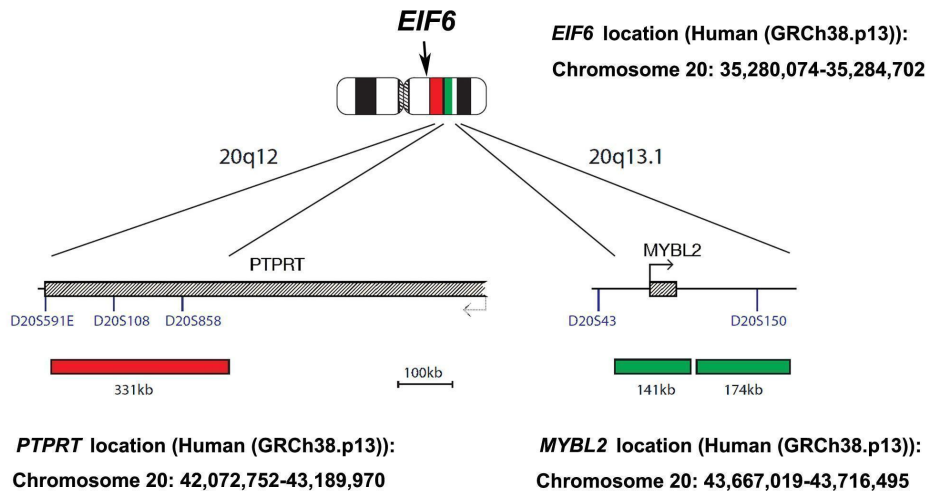 EIF6
EIF6 location (Human (GRCh38.p13)):
Chromosome 20: 35,280,074-35,284,702
20q12
20q13.1
PTPRT
MYBL2
D20S591E
D20S108
D20S858
D20S43
D20S150
331kb
100kb
141kb
174kb
PTPRT location (Human (GRCh38.p13)):
Chromosome 20: 42,072,752-43,189,970
MYBL2 location (Human (GRCh38.p13)):
Chromosome 20: 43,667,019-43,716,495